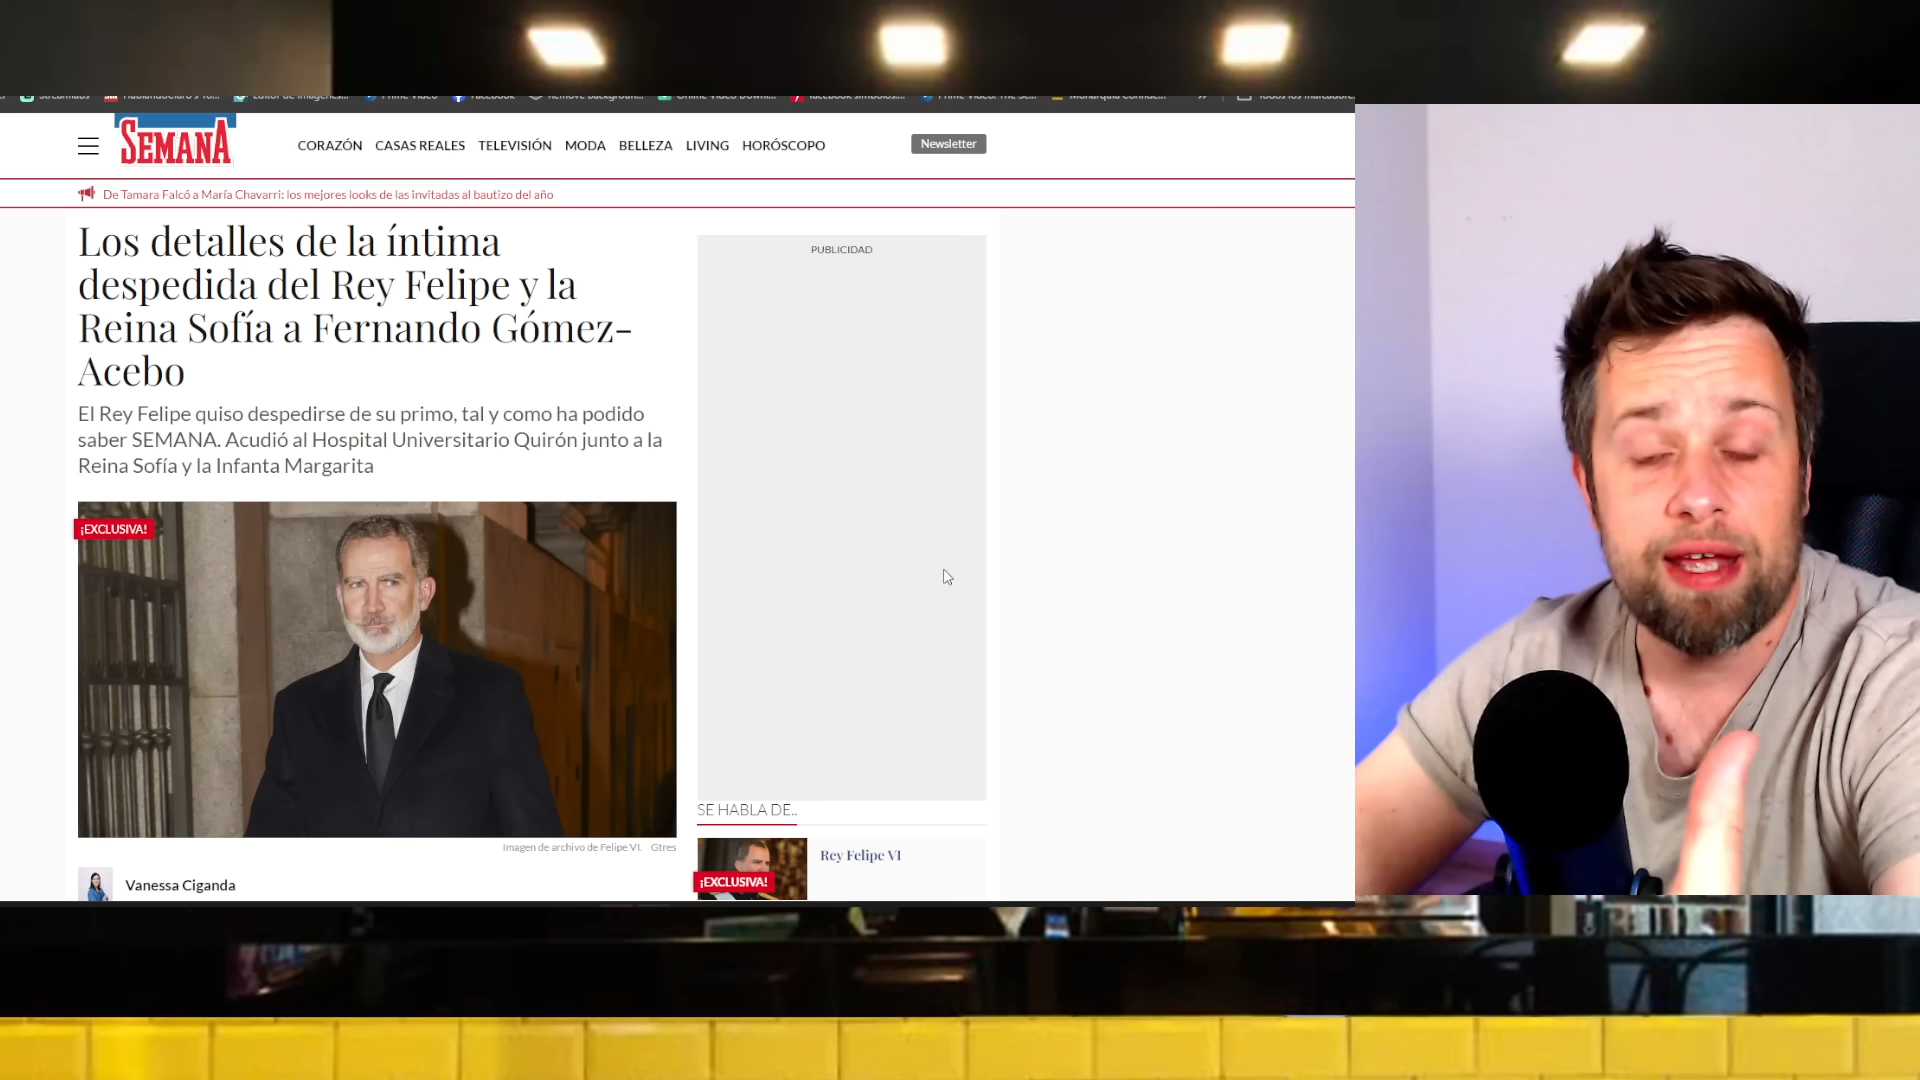 SEMANA
CORAZÓN CASAS REALES TELEVISIÓN MODA BELLEZA LIVING HORÓSCOPO
Newsletter
De Tamara Falcó a María Chavarri: los mejores looks de las invitadas al bautizo del año
Los detalles de la íntima
despedida del Rey Felipe y la
Reina Sofía a Fernando Gómez-
Acebo
El Rey Felipe quiso despedirse de su primo, tal y como ha podido
saber SEMANA. Acudió al Hospital Universitario Quirón junto a la
Reina Sofía y la Infanta Margarita
¡EXCLUSIVA!
Imagen de archivo de Felipe VI. Gtres
Vanessa Ciganda
PUBLICIDAD
SE HABLA DE..
¡EXCLUSIVA!
Rey Felipe VI